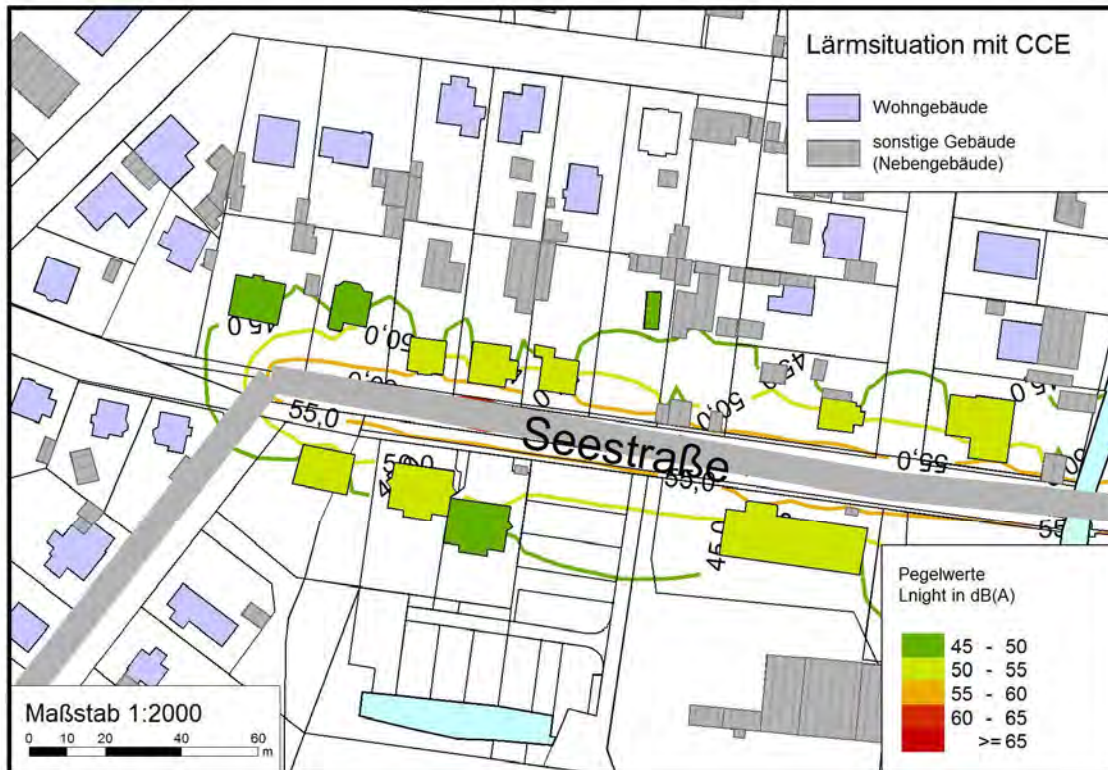 Lärmsituation mit CCE
Wohngebäude
sonstige Gebäude
(Nebengebäude)
45,0
50,0
45,0
50,0
45,0
55,0
55,0
Seestraße
55,0
45,0
Pegelwerte
Lnight in dB(A)
45 - 50
50 - 55
55 - 60
60 - 65
>= 65
Maßstab 1:2000
0 10 20 40 60
m